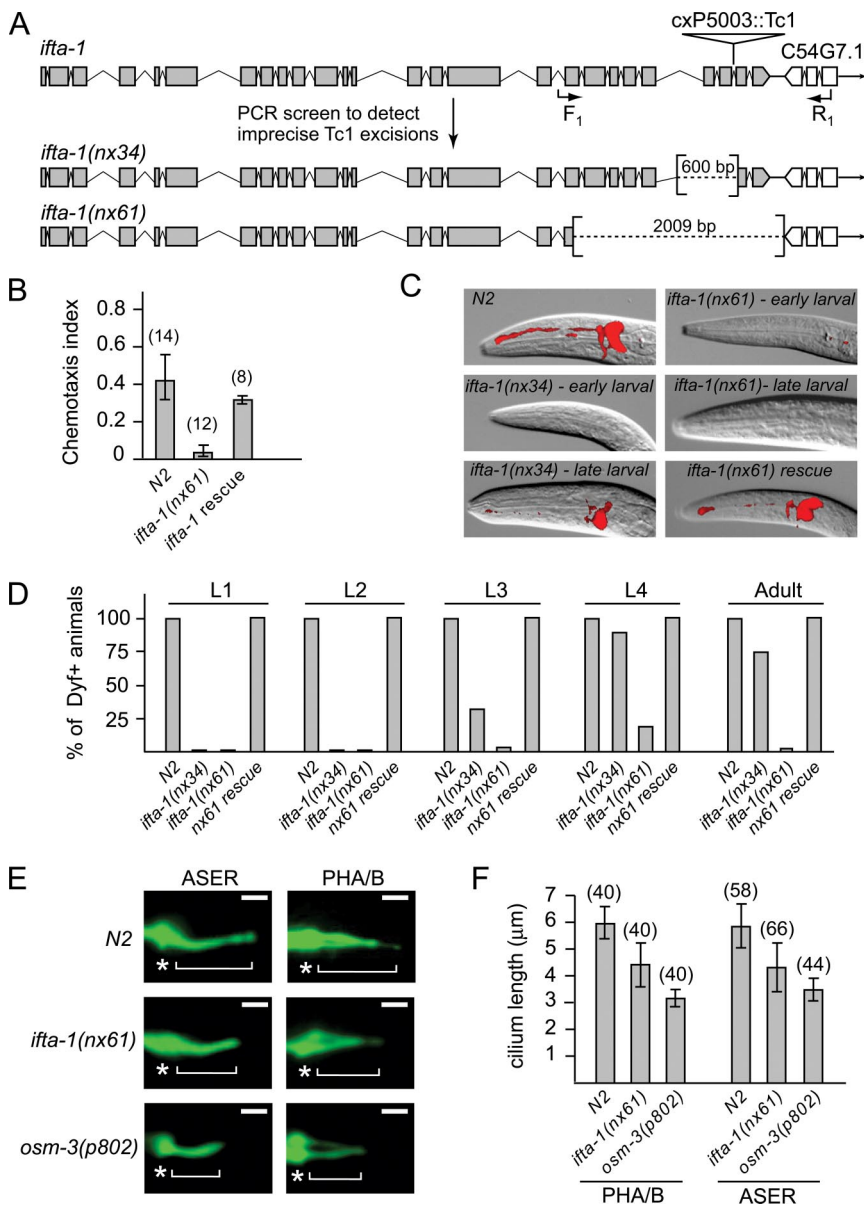 A
cxP5003::Tc1
ifta-1
C54G7.1
F1
R1
PCR screen to detect
imprecise Tc1 excisions
ifta-1(nx34)
600 bp
ifta-1(nx61)
2009 bp
B
Chemotaxis index
0.8
0.6
0.4
0.2
0
(14)
(12)
(8)
N2
ifta-1(nx61)
ifta-1 rescue
C
N2
ifta-1(nx61) - early larval
ifta-1(nx34) - early larval
ifta-1(nx61)- late larval
ifta-1(nx34) - late larval
ifta-1(nx61) rescue
D
L1
L2
L3
L4
Adult
% of Dyf+ animals
100
75
50
25
N2
ifta-1(nx34)
ifta-1(nx61)
nx61 rescue
N2
ifta-1(nx34)
ifta-1(nx61)
nx61 rescue
N2
ifta-1(nx34)
ifta-1(nx61)
nx61 rescue
N2
ifta-1(nx34)
ifta-1(nx61)
nx61 rescue
N2
ifta-1(nx34)
ifta-1(nx61)
nx61 rescue
E
ASER
PHA/B
N2
*
*
ifta-1(nx61)
*
*
osm-3(p802)
*
*
F
cilium length (µm)
7
6
5
4
3
2
1
(40)
(40)
(40)
(58)
(66)
(44)
N2
ifta-1(nx61)
osm-3(p802)
N2
ifta-1(nx61)
osm-3(p802)
PHA/B
ASER